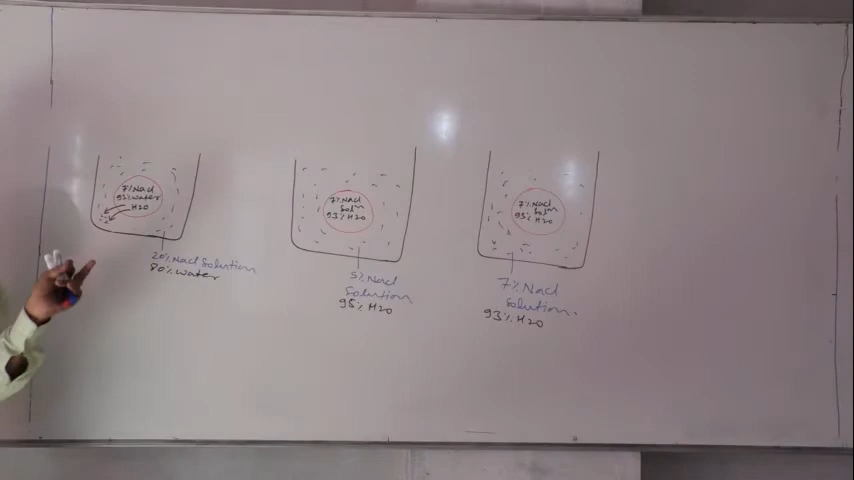 7% Nacl
93% water
H2O
20% Nacl Solution
80% water
7% Nacl
Solⁿ
93% H2O
5% Nacl
Solution
95% H2O
7% Nacl
Solⁿ
93% H2O
7% Nacl
Solution.
93% H2O